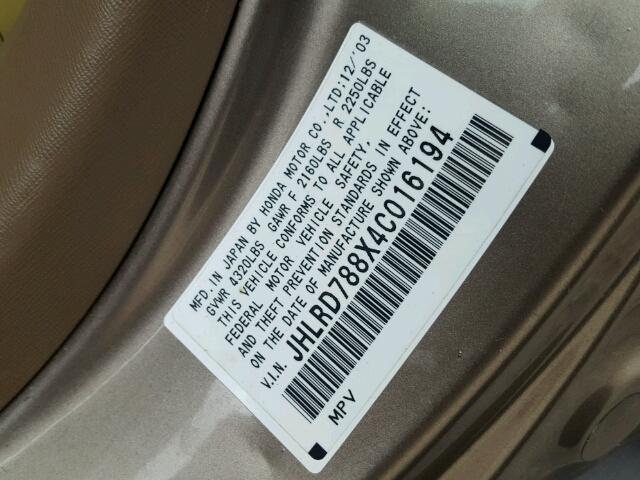 MFD. IN JAPAN BY HONDA MOTOR CO.,LTD;12/'03
GVWR 4320LBS GAWR F 2160LBS R 2250LBS
THIS VEHICLE CONFORMS TO ALL APPLICABLE
FEDERAL MOTOR VEHICLE SAFETY,
AND THEFT PREVENTION STANDARDS IN EFFECT
ON THE DATE OF MANUFACTURE SHOWN ABOVE:
V.I.N. JHLRD788X4C016194
MPV